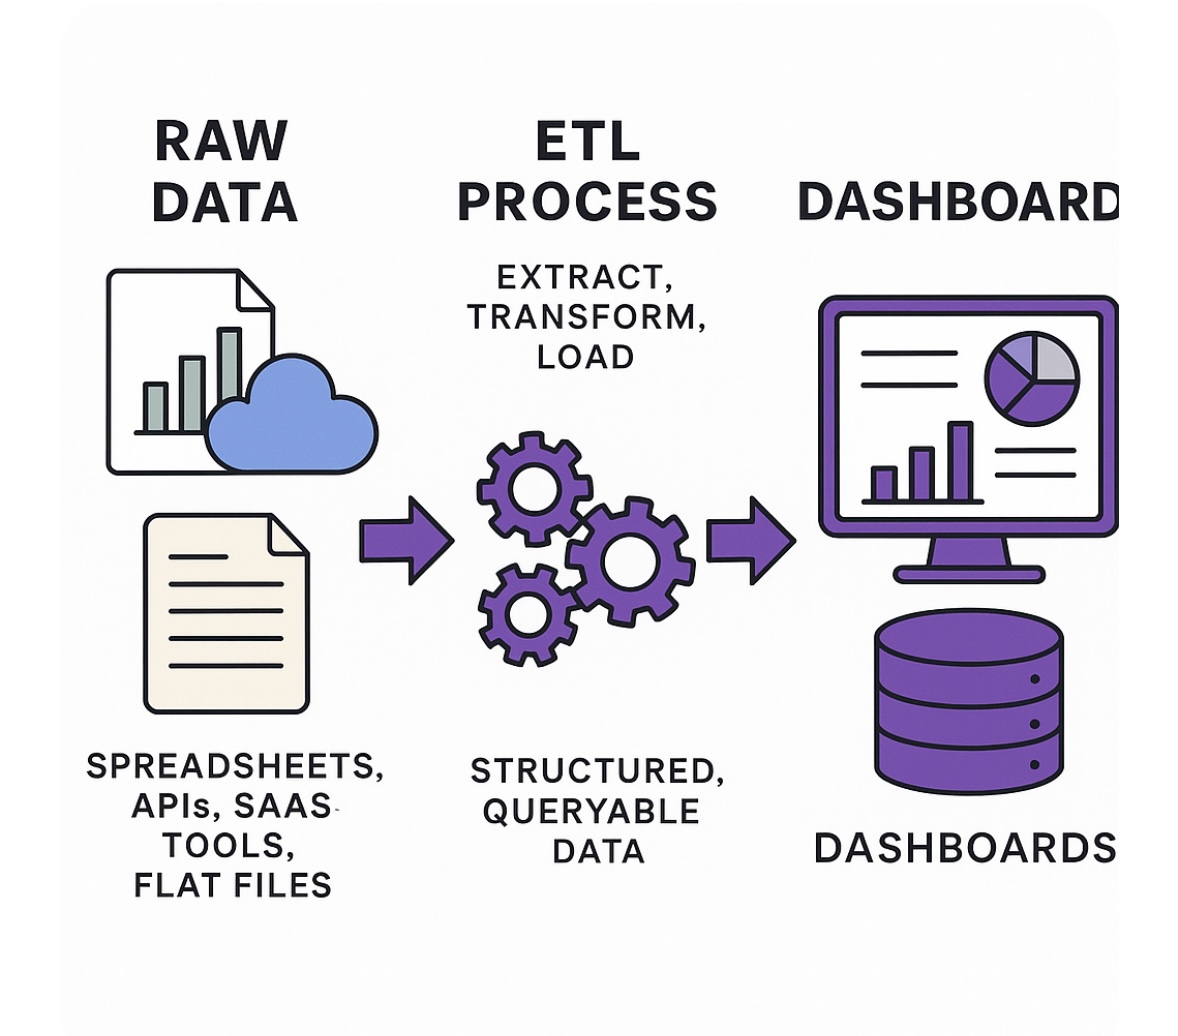 RAW
DATA
SPREADSHEETS,
APIs, SAAS-
TOOLS,
FLAT FILES
ETL
PROCESS
EXTRACT,
TRANSFORM,
LOAD
STRUCTURED,
QUERYABLE
DATA
DASHBOARD
DASHBOARDS